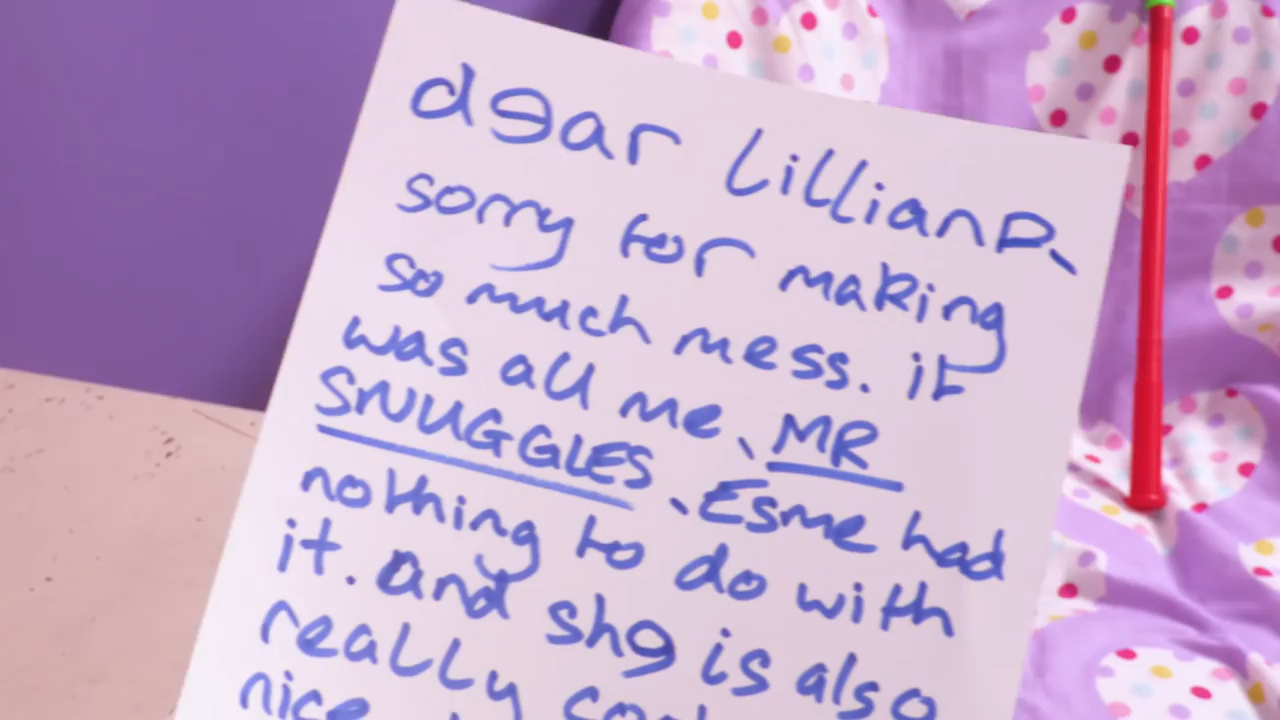 dear Lillian P,
sorry for making
so much mess. it
was all me, MR
SNUGGLES, Esme had
nothing to do with
it. and she is also
really
nice